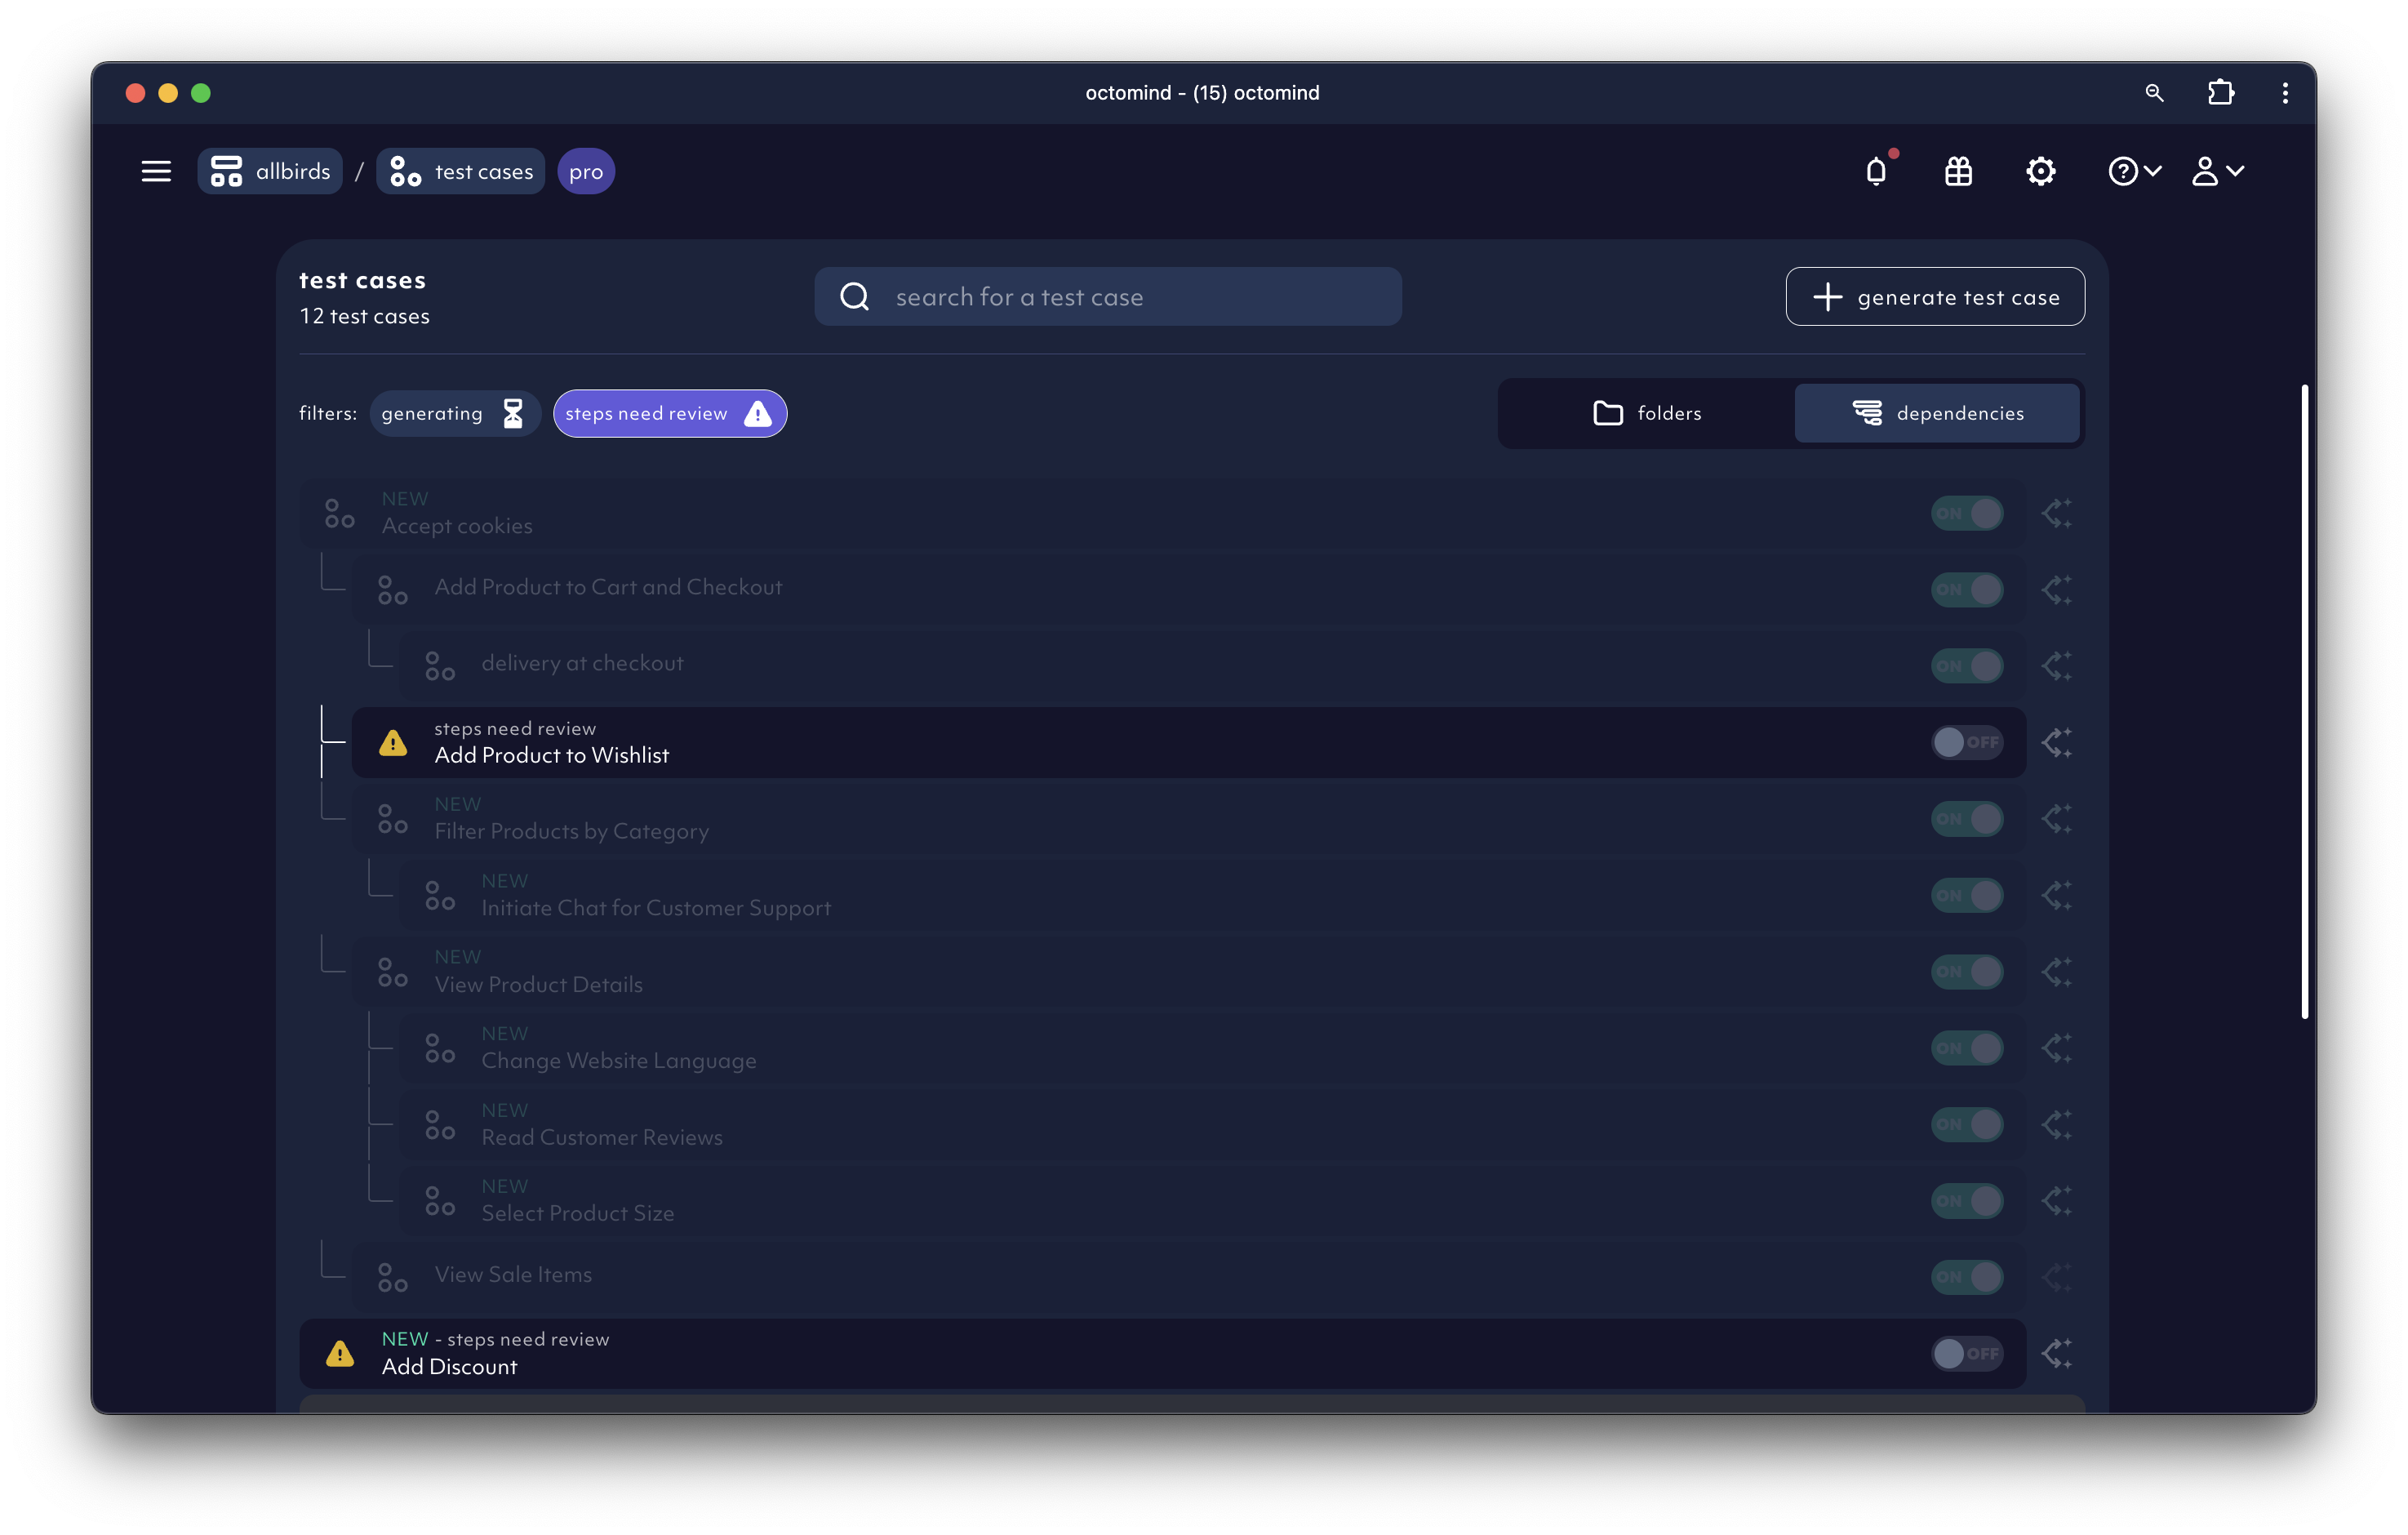 octomind - (15) octomind
allbirds / test cases pro
test cases
12 test cases
search for a test case
generate test case
filters: generating steps need review
folders dependencies
NEW
Accept cookies
ON
Add Product to Cart and Checkout
ON
delivery at checkout
ON
steps need review
Add Product to Wishlist
OFF
NEW
Filter Products by Category
ON
NEW
Initiate Chat for Customer Support
ON
NEW
View Product Details
ON
NEW
Change Website Language
ON
NEW
Read Customer Reviews
ON
NEW
Select Product Size
ON
View Sale Items
ON
NEW - steps need review
Add Discount
OFF